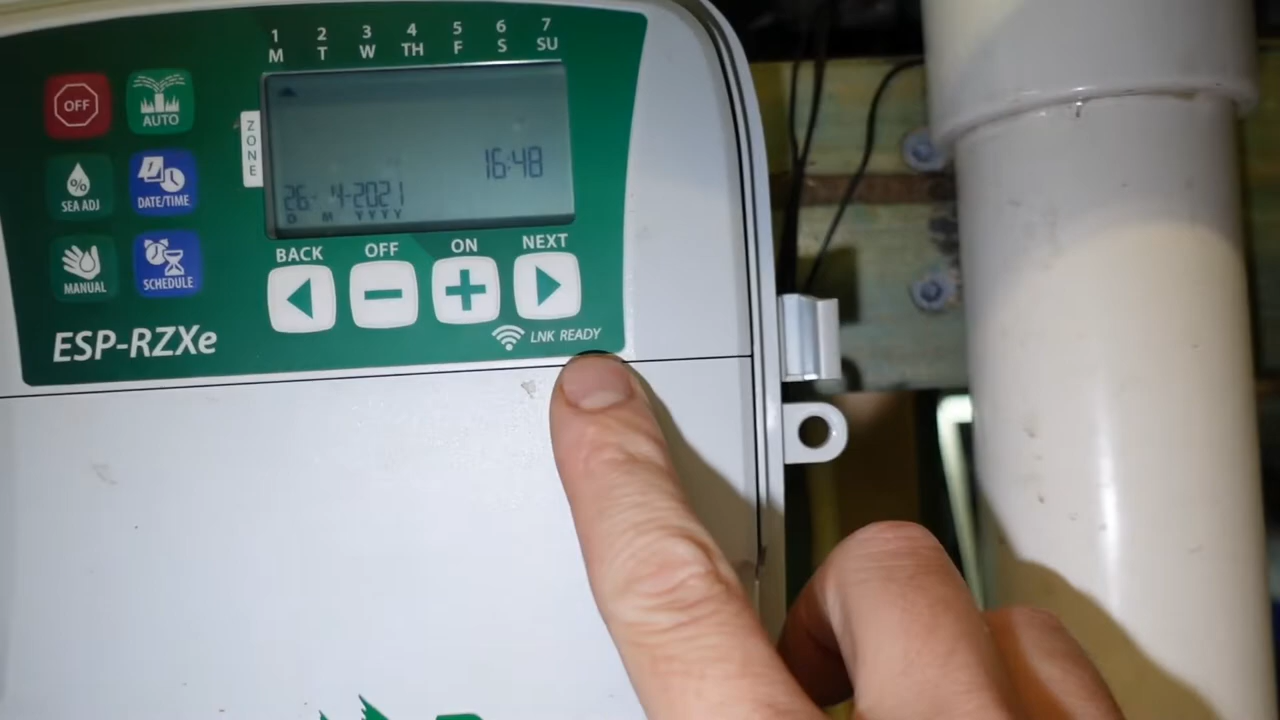 1 2 3 4 5 6 7
M T W TH F S SU
OFF AUTO
ZONE
16:48
SEA ADJ DATE/TIME
26- 4-2021
D M YYYY
MANUAL SCHEDULE
BACK OFF ON NEXT
LNK READY
ESP-RZXe